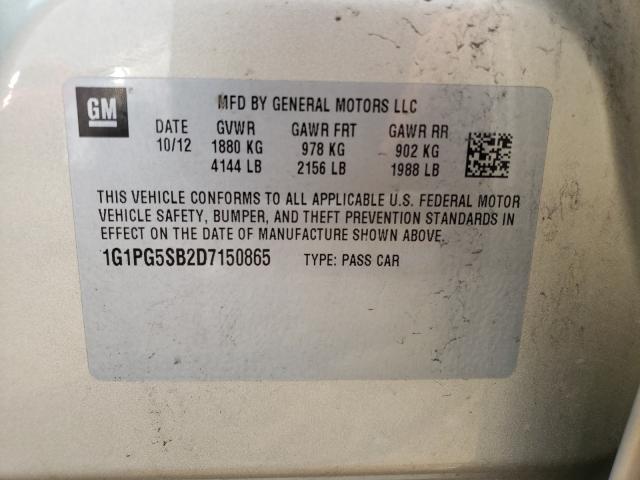 GM
MFD BY GENERAL MOTORS LLC
DATE GVWR GAWR FRT GAWR RR
10/12 1880 KG 978 KG 902 KG
4144 LB 2156 LB 1988 LB
THIS VEHICLE CONFORMS TO ALL APPLICABLE U.S. FEDERAL MOTOR
VEHICLE SAFETY, BUMPER, AND THEFT PREVENTION STANDARDS IN
EFFECT ON THE DATE OF MANUFACTURE SHOWN ABOVE.
1G1PG5SB2D7150865 TYPE: PASS CAR